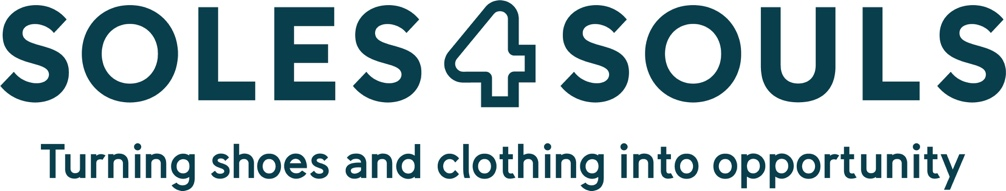 SOLES4SOULS
Turning shoes and clothing into opportunity